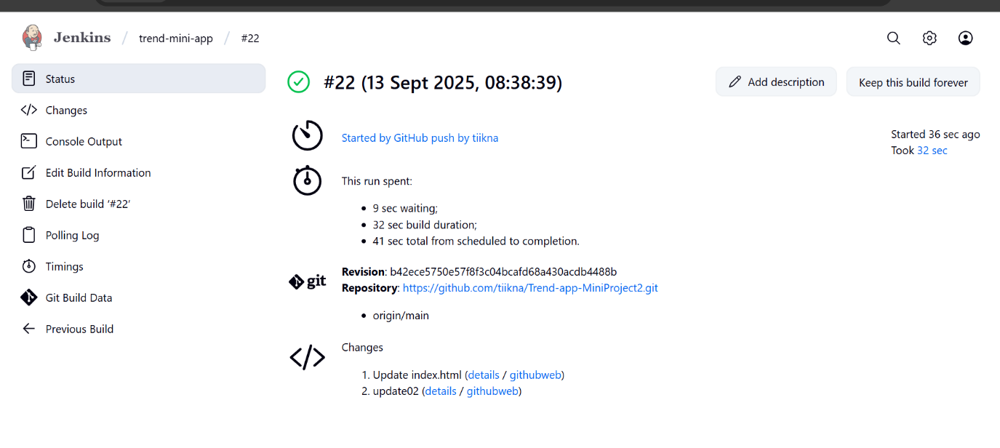 Jenkins / trend-mini-app / #22
Status
Changes
Console Output
Edit Build Information
Delete build ‘#22’
Polling Log
Timings
Git Build Data
Previous Build
#22 (13 Sept 2025, 08:38:39)
Add description
Keep this build forever
Started by GitHub push by tiikna
Started 36 sec ago
Took 32 sec
This run spent:
• 9 sec waiting;
• 32 sec build duration;
• 41 sec total from scheduled to completion.
git
Revision: b42ece5750e57f8f3c04bcafd68a430acdb4488b
Repository: https://github.com/tiikna/Trend-app-MiniProject2.git
• origin/main
Changes
1. Update index.html (details / githubweb)
2. update02 (details / githubweb)